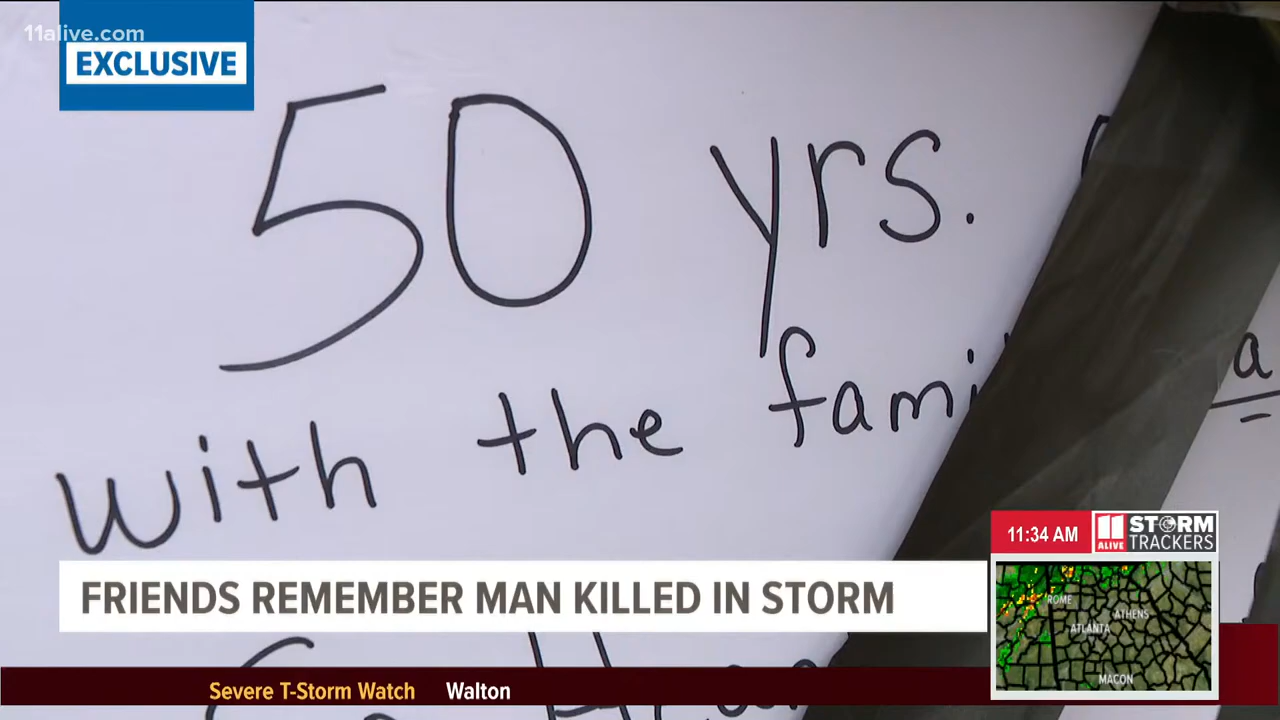 11alive.com
EXCLUSIVE
50 yrs.
with the fami
a
FRIENDS REMEMBER MAN KILLED IN STORM
11:34 AM
11 ALIVE
STORM
TRACKERS
ROME
ATHENS
ATLANTA
MACON
Severe T-Storm Watch Walton